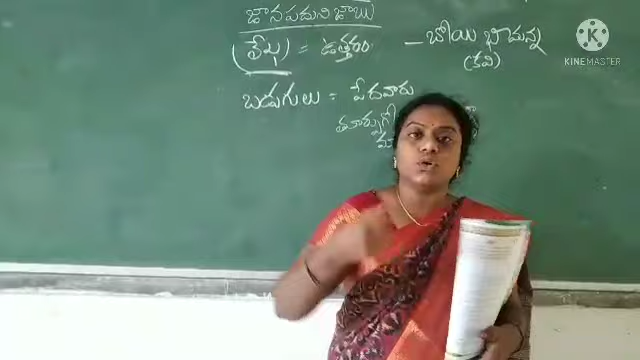 జానపదుని జాబు
(లేఖ) = ఉత్తరం
– బోయి భీమన్న
(కవి)
బడుగులు = పేదవారు
తూర్పుగో
K
KINEMASTER